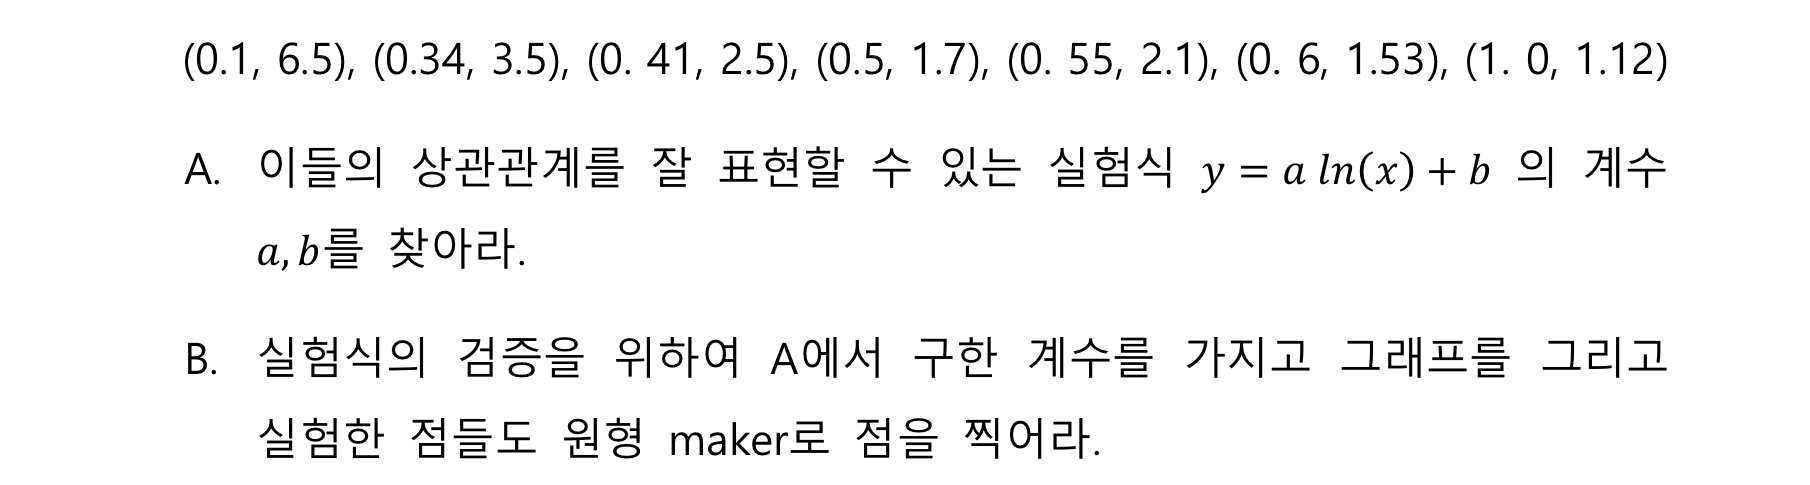 (0.1, 6.5), (0.34, 3.5), (0. 41, 2.5), (0.5, 1.7), (0. 55, 2.1), (0. 6, 1.53), (1. 0, 1.12)
A. 이들의 상관관계를 잘 표현할 수 있는 실험식 y = a ln(x) + b 의 계수
a, b를 찾아라.
B. 실험식의 검증을 위하여 A에서 구한 계수를 가지고 그래프를 그리고
실험한 점들도 원형 maker로 점을 찍어라.